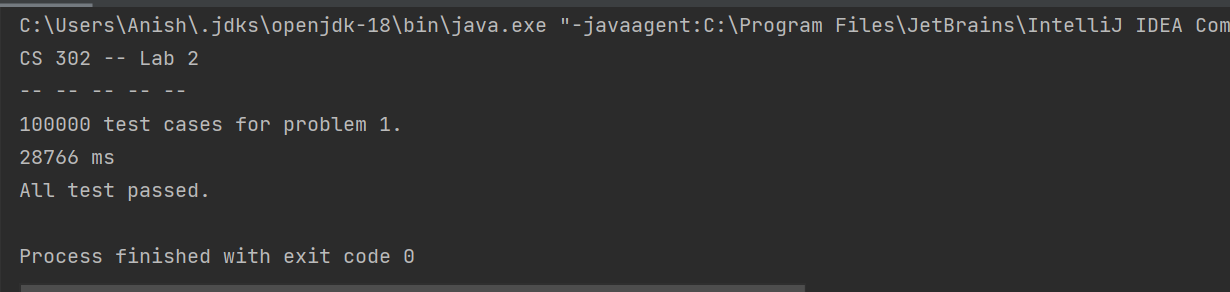 C:\Users\Anish\.jdks\openjdk-18\bin\java.exe "-javaagent:C:\Program Files\JetBrains\IntelliJ IDEA Com
CS 302 -- Lab 2
-- -- -- -- --
100000 test cases for problem 1.
28766 ms
All test passed.
Process finished with exit code 0